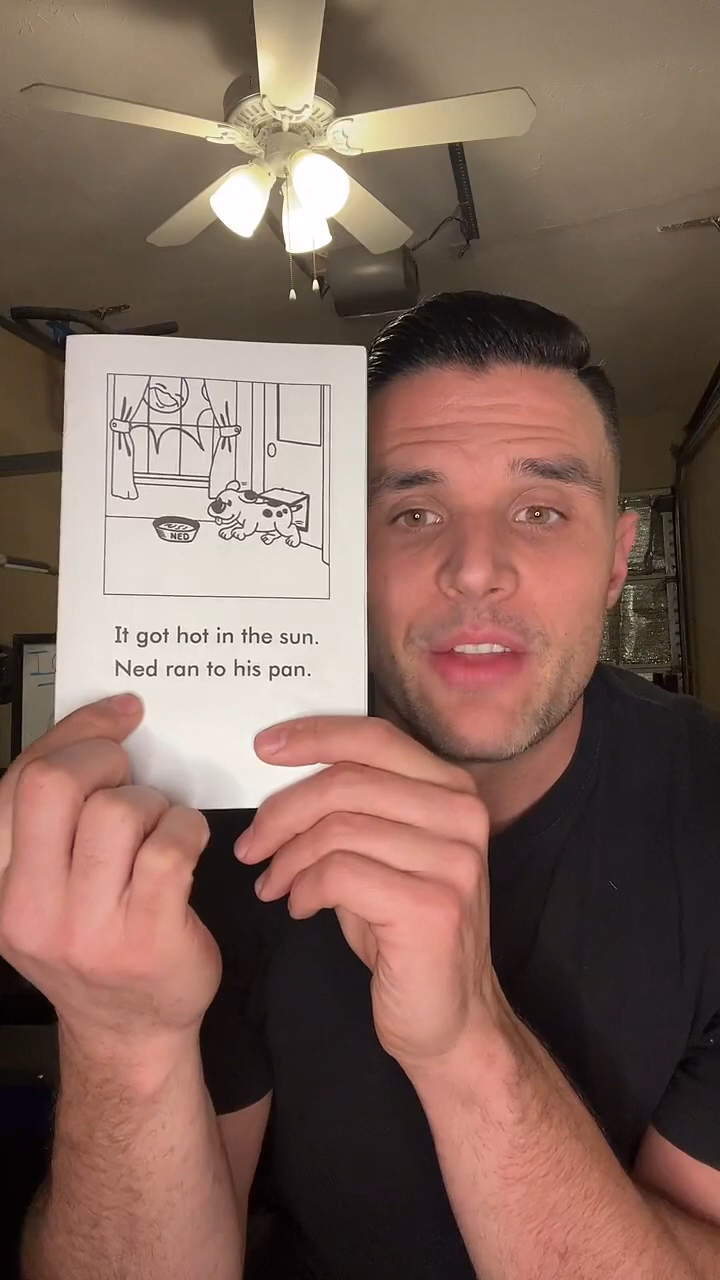 NED
It got hot in the sun.
Ned ran to his pan.